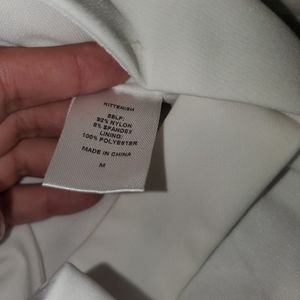 KITTENISH
SELF:
92% NYLON
8% SPANDEX
LINING:
100% POLYESTER
MADE IN CHINA
M